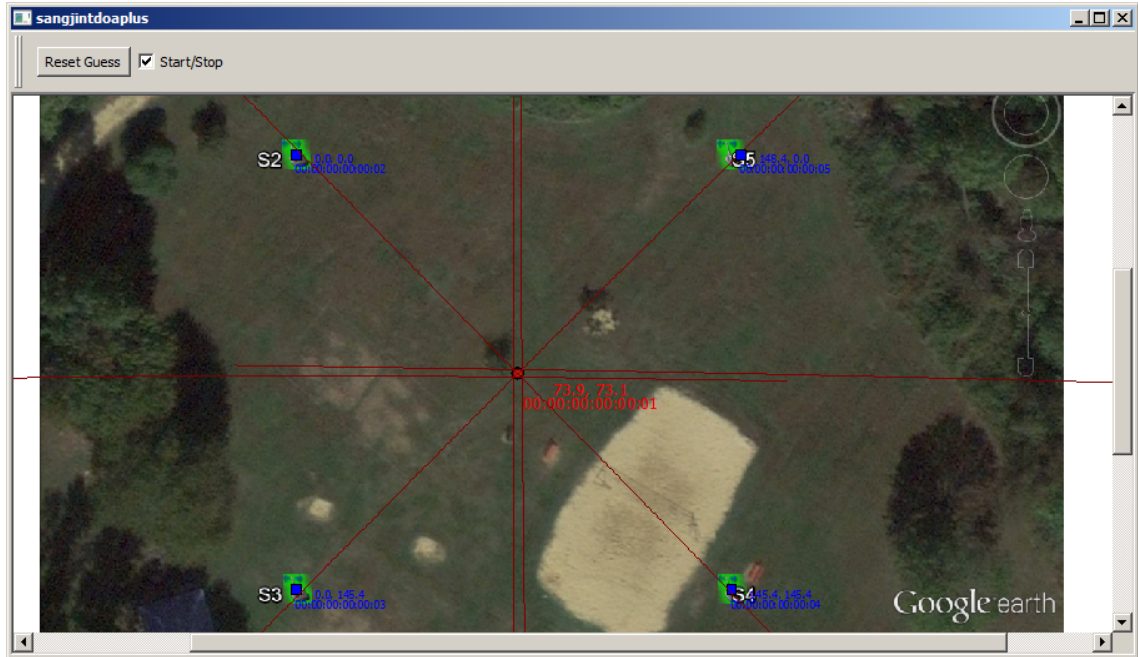 sangjintdoaplus
Reset Guess
Start/Stop
S2
0.0, 0.0
00:00:00:00:00:02
S5
148.4, 0.0
00:00:00:00:00:05
73.9, 73.1
00:00:00:00:00:01
S3
0.0, 145.4
00:00:00:00:00:03
S4
145.4, 145.4
00:00:00:00:00:04
Google earth